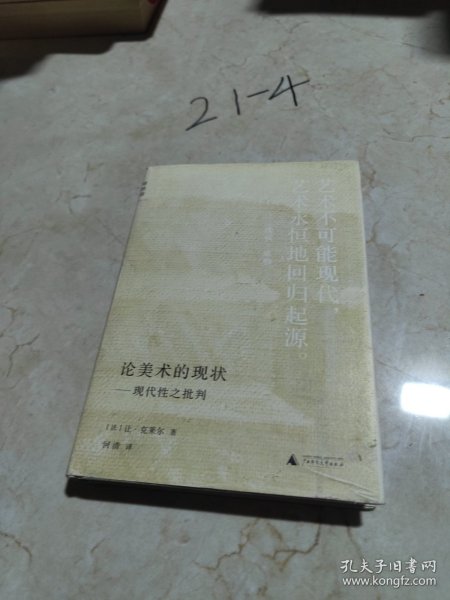 21-4
艺术不可能现代，
艺术永恒地回归起源。
论美术的现状
——现代性之批判
［法］让·克莱尔 著
何清 译
孔夫子旧书网
www.kongfz.com